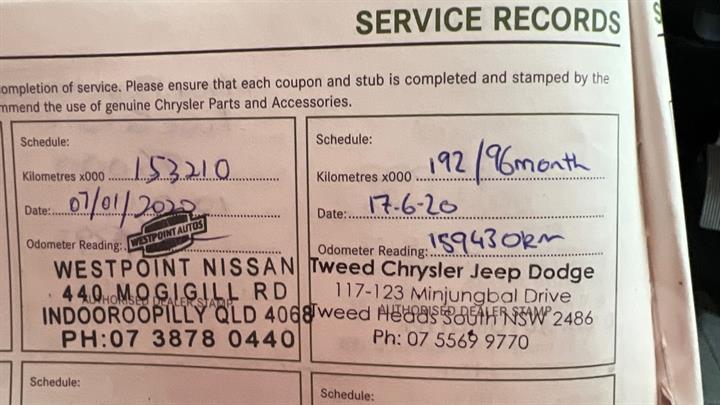 SERVICE RECORDS
ompletion of service. Please ensure that each coupon and stub is completed and stamped by the
mmend the use of genuine Chrysler Parts and Accessories.
Schedule:
Kilometres x000 153210
Date: 07/01/2020
Odometer Reading:
WESTPOINT AUTOS
WESTPOINT NISSAN
440 MOGIGILL RD
AUTHORISED DEALER STAMP
INDOOROOPILLY QLD 4068
PH:07 3878 0440
Schedule:
Kilometres x000 192/96month
Date: 17-6-20
Odometer Reading: 159430km
Tweed Chrysler Jeep Dodge
117-123 Minjungbal Drive
AUTHORISED DEALER STAMP
Tweed Heads South NSW 2486
Ph: 07 5569 9770
Schedule:
Schedule: